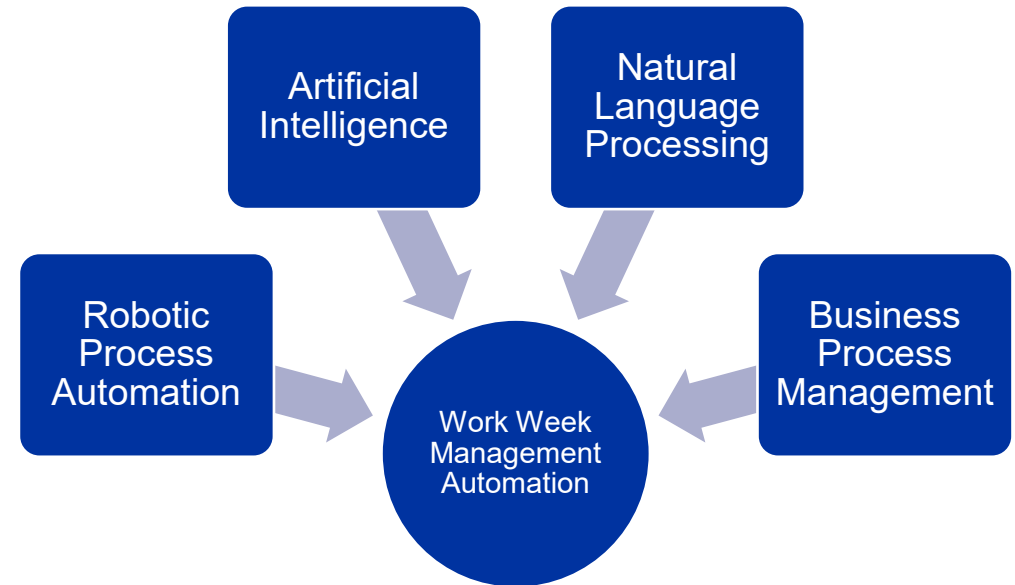 Artificial
Intelligence
Natural
Language
Processing
Robotic
Process
Automation
Business
Process
Management
Work Week
Management
Automation